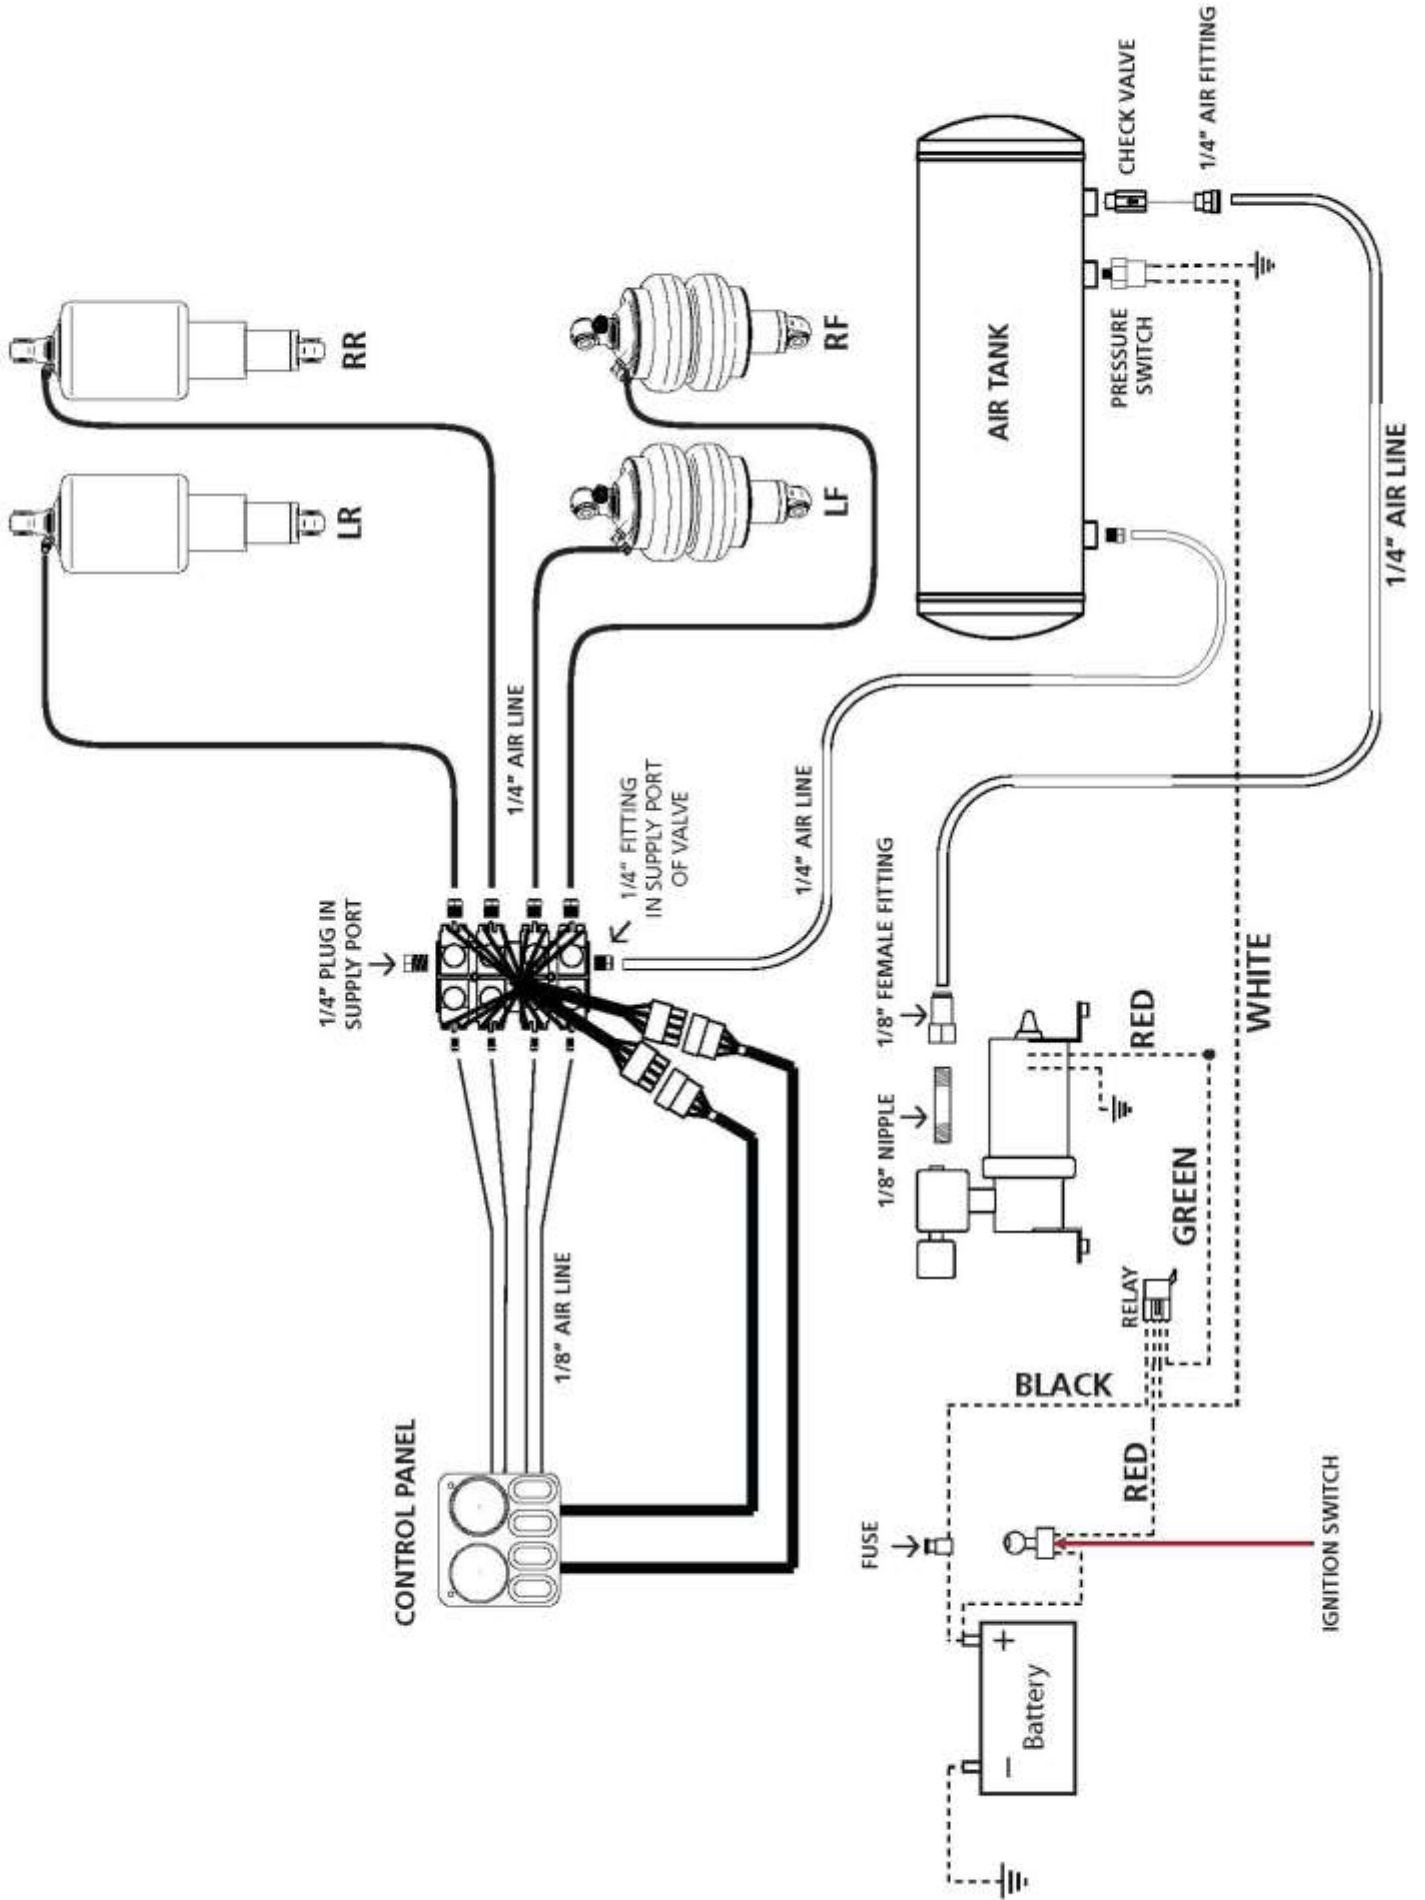 RR
LR
RF
LF
1/4" AIR LINE
1/4" PLUG IN
SUPPLY PORT
1/4" FITTING
IN SUPPLY PORT
OF VALVE
1/8" AIR LINE
CONTROL PANEL
AIR TANK
CHECK VALVE
1/4" AIR FITTING
PRESSURE
SWITCH
1/4" AIR LINE
1/4" AIR LINE
1/8" FEMALE FITTING
1/8" NIPPLE
RED
WHITE
GREEN
RELAY
BLACK
RED
FUSE
IGNITION SWITCH
+
−
Battery